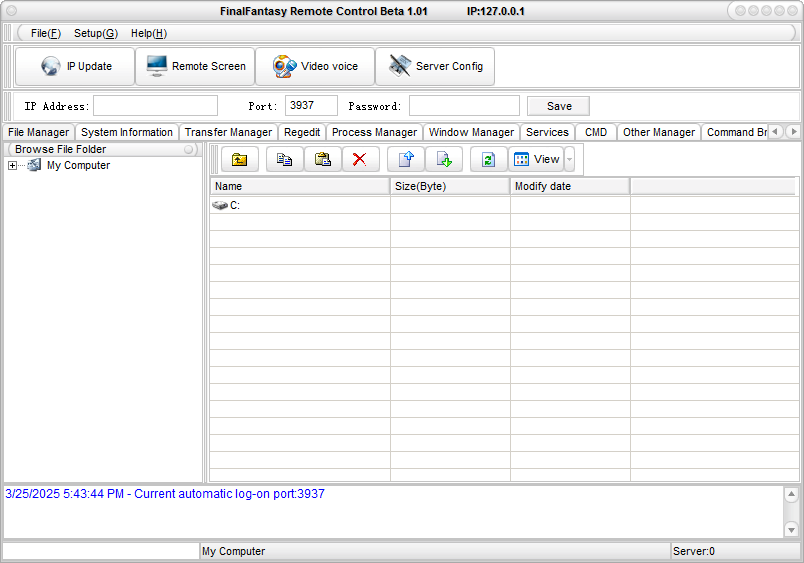 FinalFantasy Remote Control Beta 1.01 IP:127.0.0.1
File(F) Setup(G) Help(H)
IP Update Remote Screen Video voice Server Config
IP Address: Port: 3937 Password: Save
File Manager System Information Transfer Manager Regedit Process Manager Window Manager Services CMD Other Manager Command Br
Browse File Folder
My Computer
View
Name Size(Byte) Modify date
C:
3/25/2025 5:43:44 PM - Current automatic log-on port:3937
My Computer Server:0